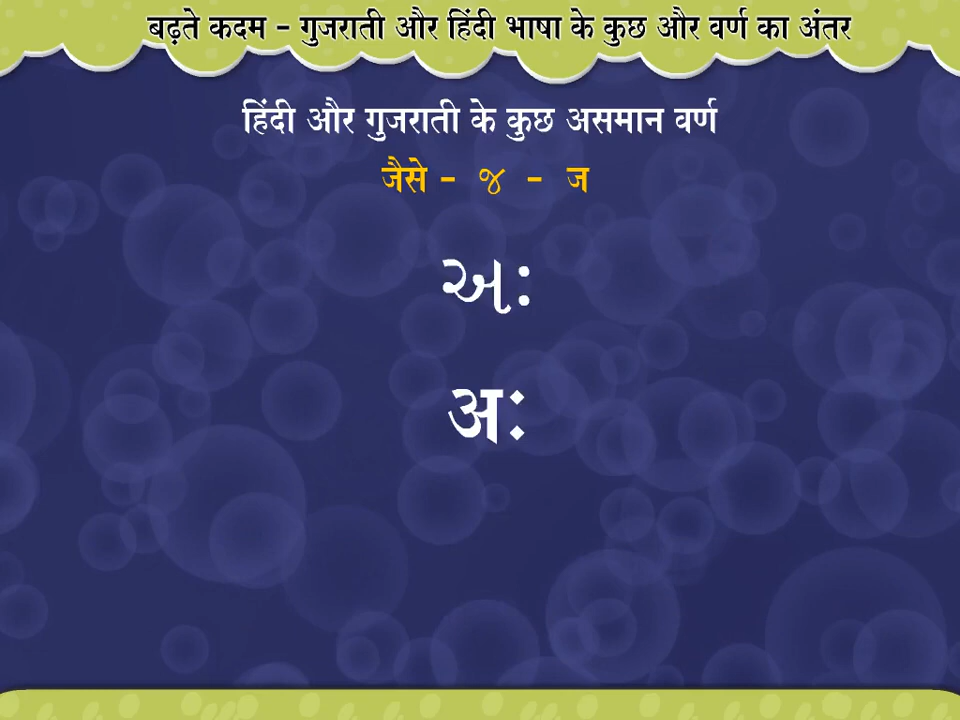 बढ़ते कदम - गुजराती और हिंदी भाषा के कुछ और वर्ण का अंतर
हिंदी और गुजराती के कुछ असमान वर्ण
जैसे - જ - ज
અઃ
अः